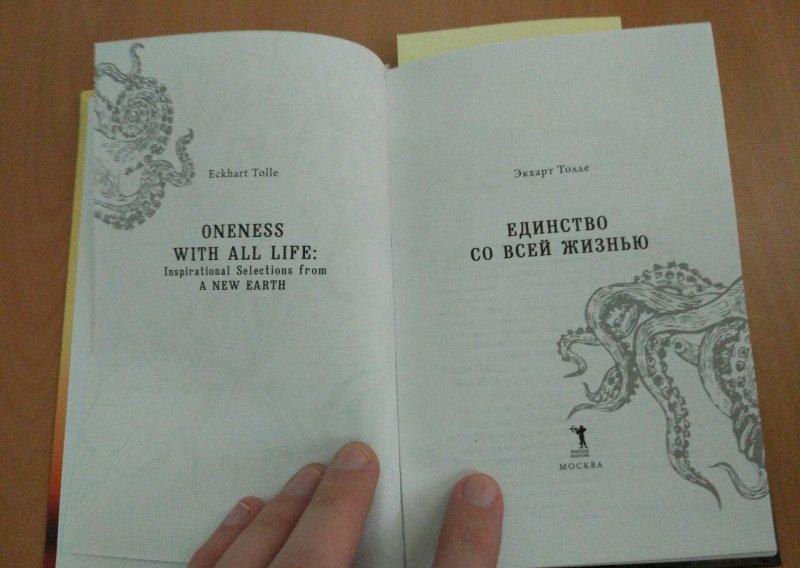 Eckhart Tolle
ONENESS
WITH ALL LIFE:
Inspirational Selections from
A NEW EARTH
Экхарт Толле
ЕДИНСТВО
СО ВСЕЙ ЖИЗНЬЮ
МОСКВА